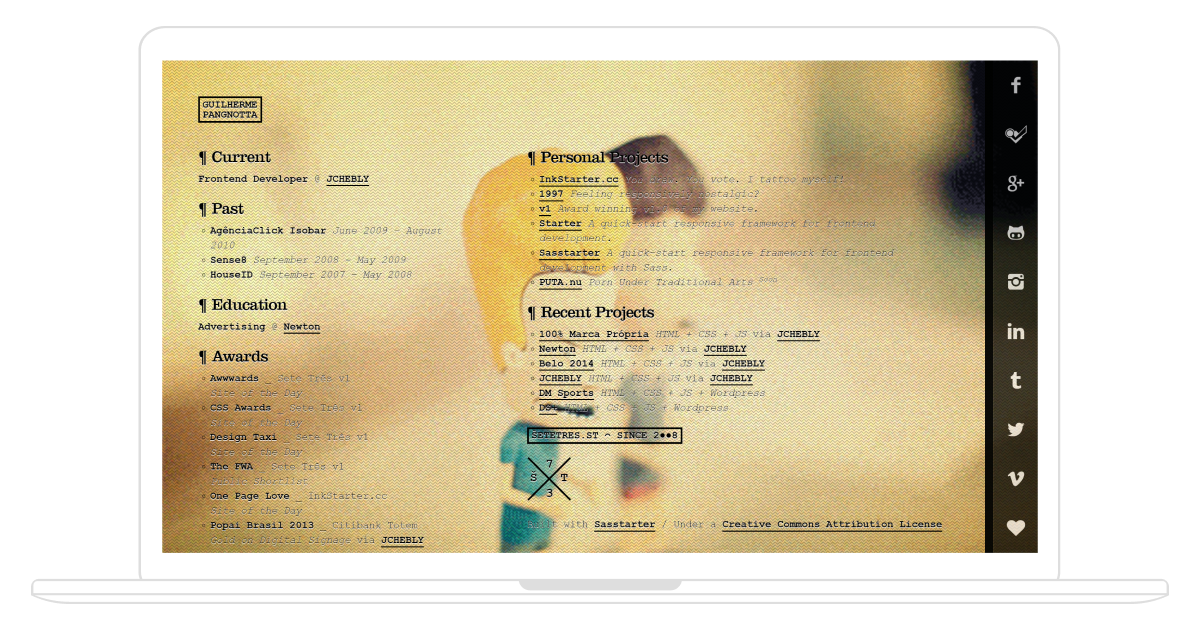 GUILHERME
PANGNOTTA
¶ Current
Frontend Developer @ JCHEBLY
¶ Past
AgênciaClick Isobar June 2009 – August
2010
Sense8 September 2008 – May 2009
HouseID September 2007 – May 2008
¶ Education
Advertising @ Newton
¶ Awards
Awwwards _ Sete Três v1
Site of the Day
CSS Awards _ Sete Três v1
Site of the Day
Design Taxi _ Sete Três v1
Site of the Day
The FWA _ Sete Três v1
Public Shortlist
One Page Love _ InkStarter.cc
Site of the Day
Popai Brasil 2013 _ Citibank Totem
Gold on Digital Signage via JCHEBLY
¶ Personal Projects
InkStarter.cc You draw. You vote. I tattoo myself!
1997 Feeling responsively nostalgic?
v1 Award winning my website.
Starter A quick-start responsive framework for frontend
development.
Sasstarter A quick-start responsive framework for frontend
development with Sass.
PUTA.nu Porn Under Traditional Arts soon
¶ Recent Projects
100% Marca Própria HTML + CSS + JS via JCHEBLY
Newton HTML + CSS + JS via JCHEBLY
Belo 2014 HTML + CSS + JS via JCHEBLY
JCHEBLY HTML + CSS + JS via JCHEBLY
DM Sports HTML + CSS + JS + Wordpress
HTML + CSS + JS + Wordpress
SETETRES.ST ⌢ SINCE 2●●8
7
S T
3
Built with Sasstarter / Under a Creative Commons Attribution License